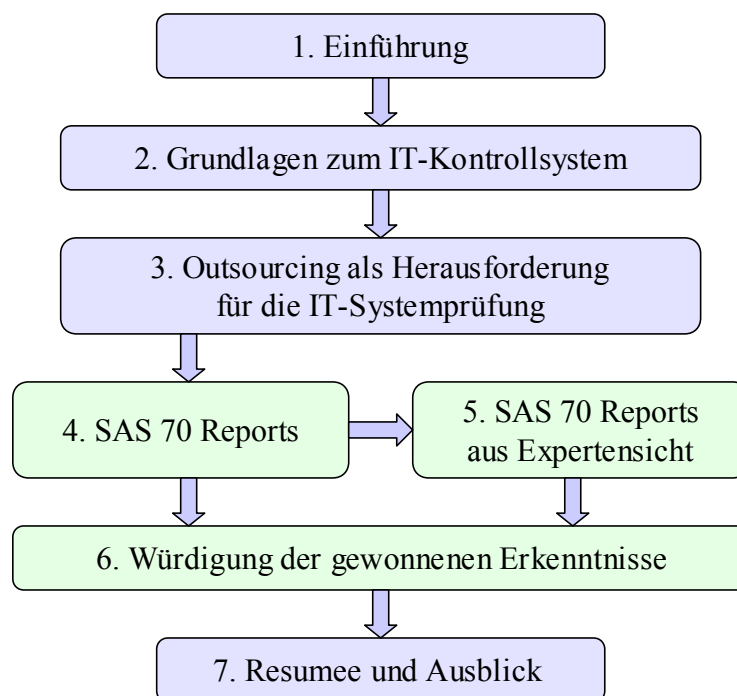 1. Einführung
2. Grundlagen zum IT-Kontrollsystem
3. Outsourcing als Herausforderung
für die IT-Systemprüfung
4. SAS 70 Reports
5. SAS 70 Reports
aus Expertensicht
6. Würdigung der gewonnenen Erkenntnisse
7. Resumee und Ausblick